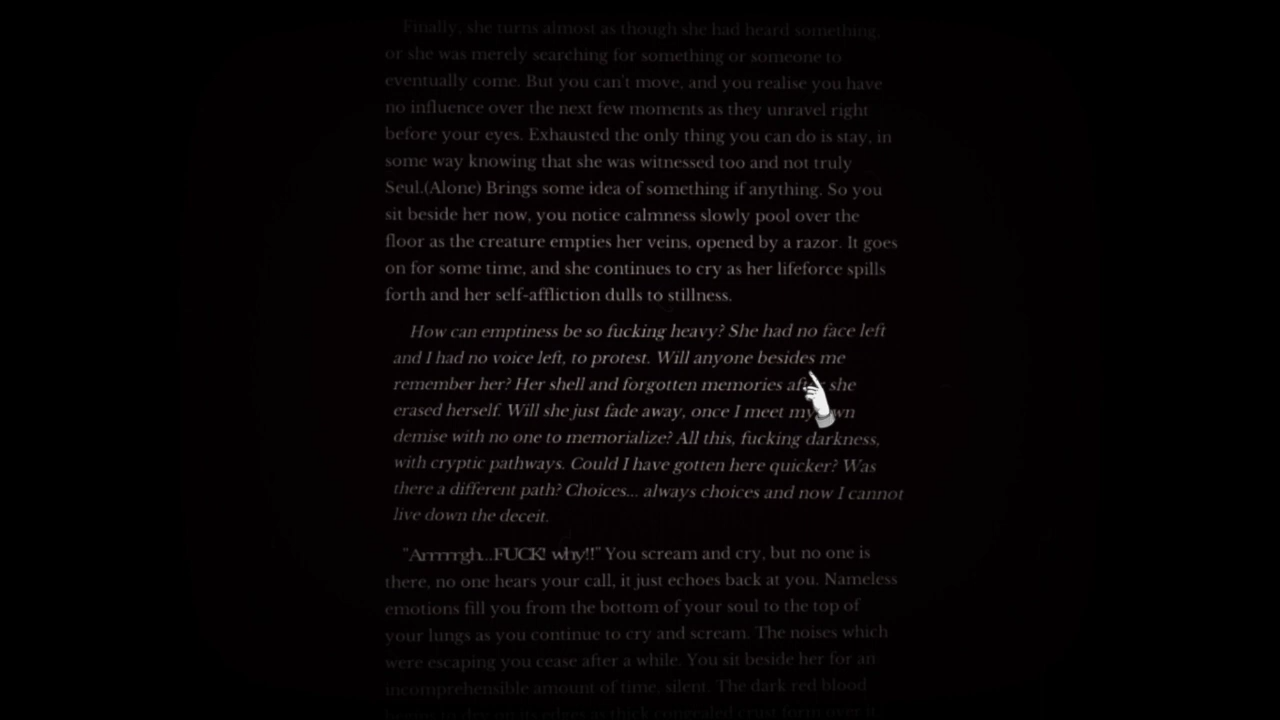 Finally, she turns almost as though she had heard something,
or she was merely searching for something or someone to
eventually come. But you can't move, and you realise you have
no influence over the next few moments as they unravel right
before your eyes. Exhausted the only thing you can do is stay, in
some way knowing that she was witnessed too and not truly
Seul.(Alone) Brings some idea of something if anything. So you
sit beside her now, you notice calmness slowly pool over the
floor as the creature empties her veins, opened by a razor. It goes
on for some time, and she continues to cry as her lifeforce spills
forth and her self-affliction dulls to stillness.
How can emptiness be so fucking heavy? She had no face left
and I had no voice left, to protest. Will anyone besides me
remember her? Her shell and forgotten memories after she
erased herself. Will she just fade away, once I meet my own
demise with no one to memorialize? All this, fucking darkness,
with cryptic pathways. Could I have gotten here quicker? Was
there a different path? Choices... always choices and now I cannot
live down the deceit.
"Arrrrrgh...FUCK! why!!" You scream and cry, but no one is
there, no one hears your call, it just echoes back at you. Nameless
emotions fill you from the bottom of your soul to the top of
your lungs as you continue to cry and scream. The noises which
were escaping you cease after a while. You sit beside her for an
incomprehensible amount of time, silent. The dark red blood